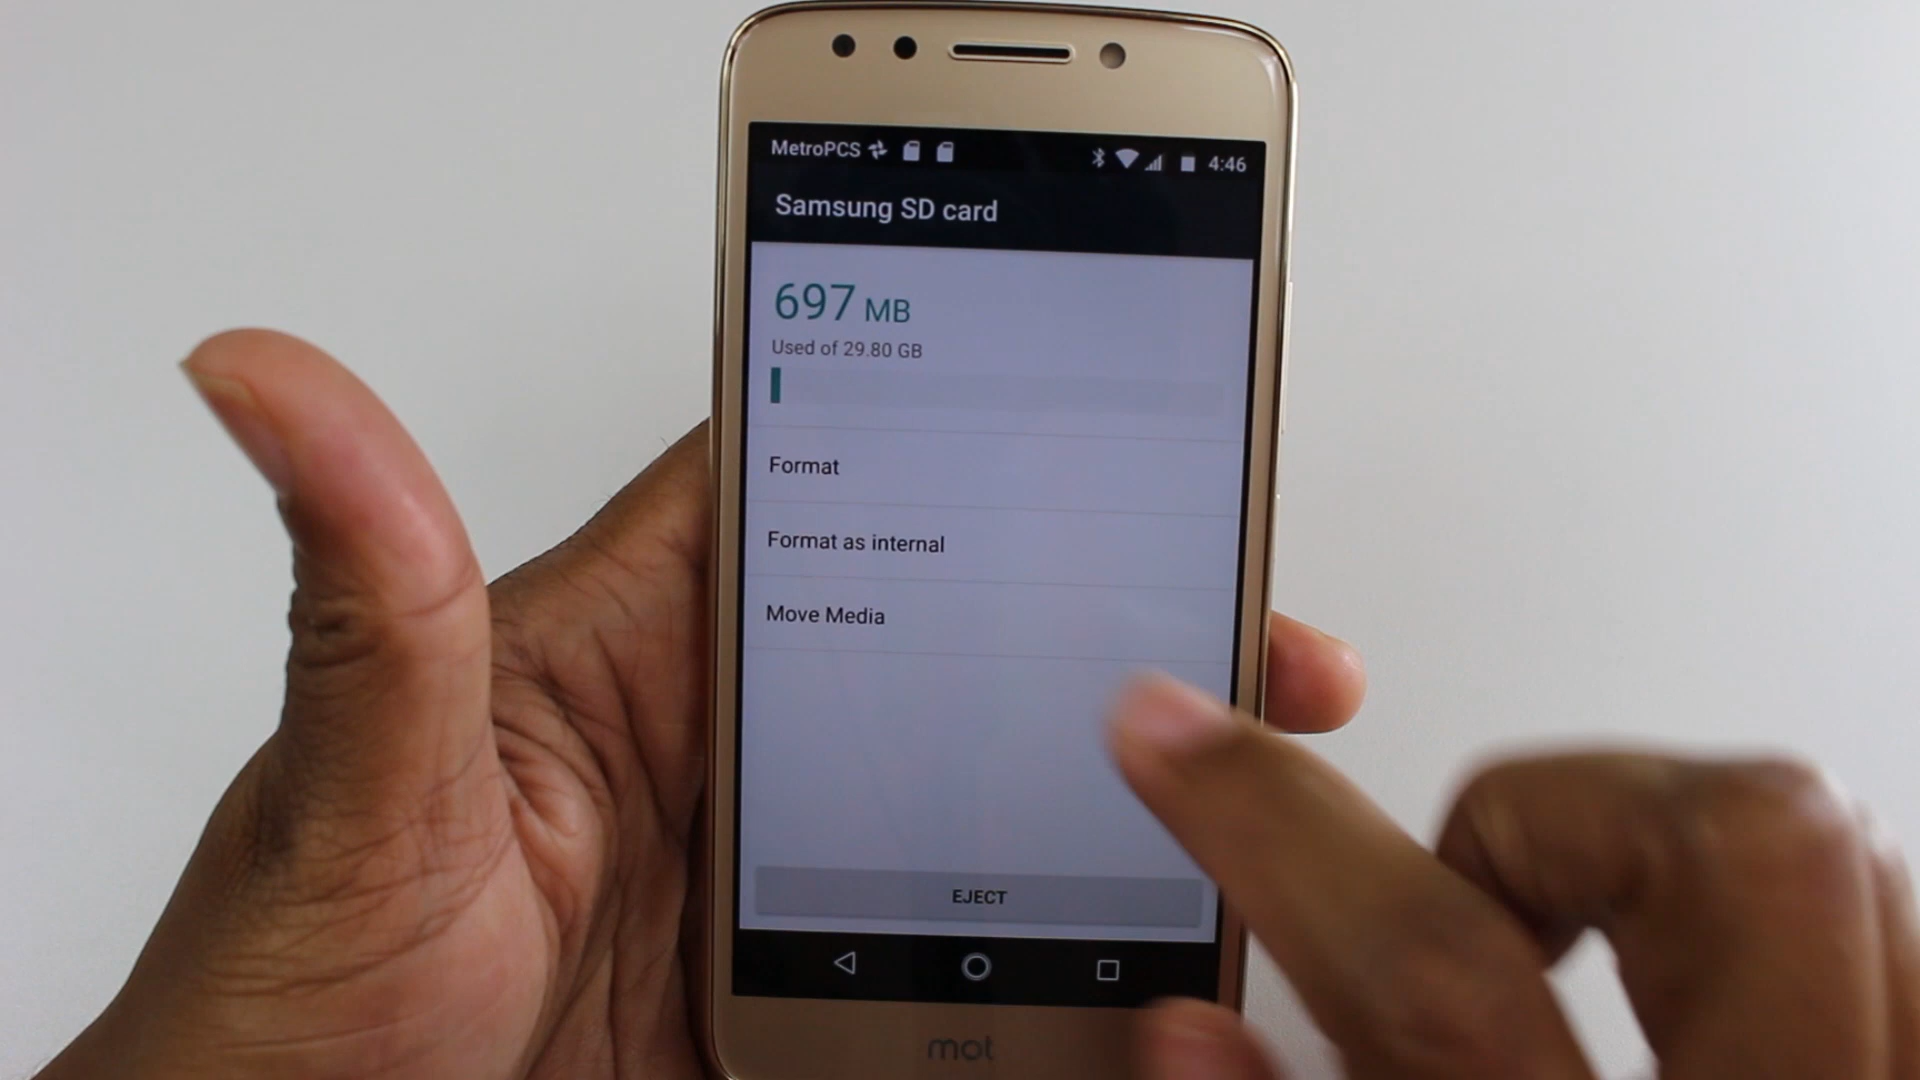 MetroPCS 4:46
Samsung SD card
697 MB
Used of 29.80 GB
Format
Format as internal
Move Media
EJECT
mot